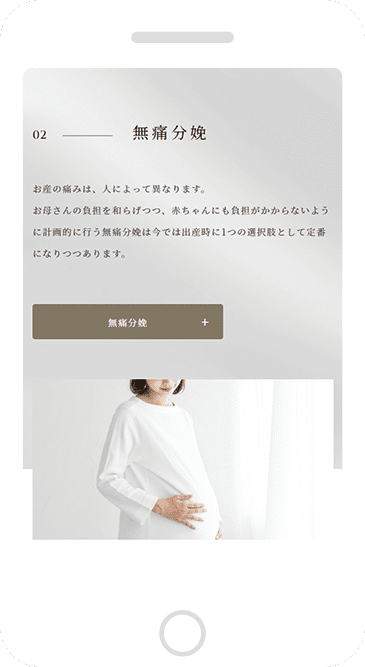 02 無痛分娩
お産の痛みは、人によって異なります。
お母さんの負担を和らげつつ、赤ちゃんにも負担がかからないよう
に計画的に行う無痛分娩は今では出産時に1つの選択肢として定番
になりつつあります。
無痛分娩 +